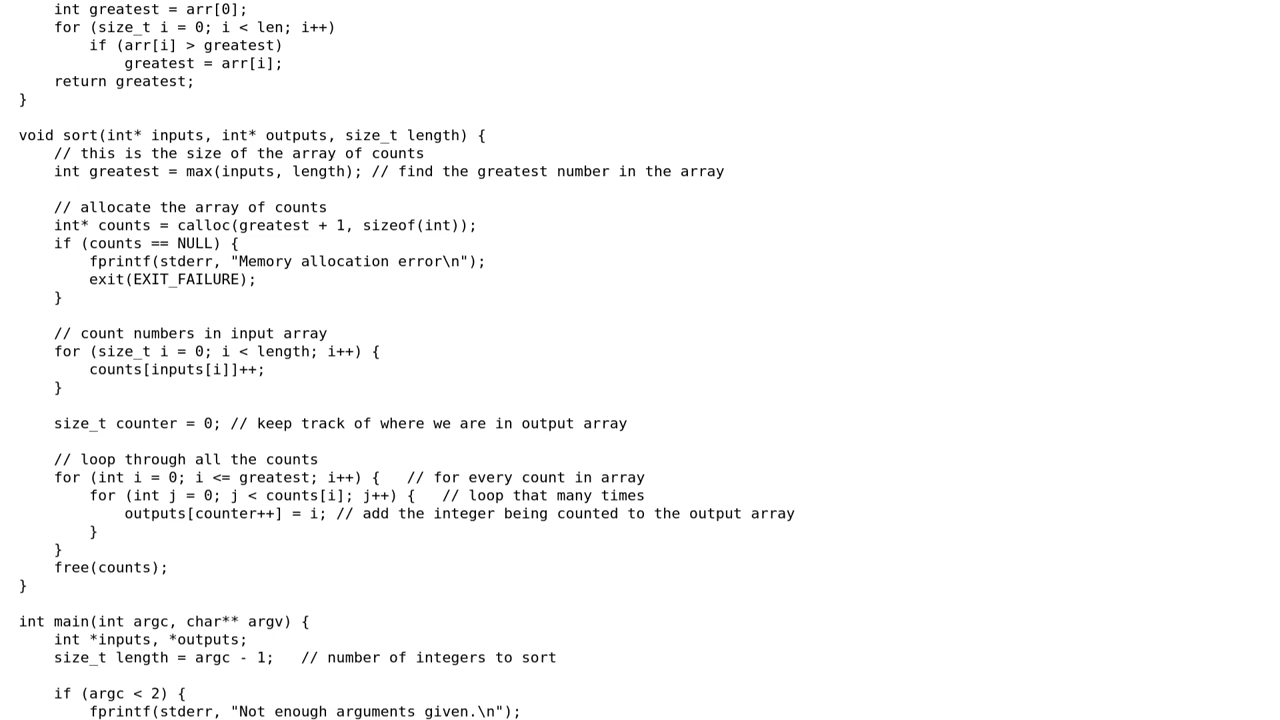 int greatest = arr[0];
    for (size_t i = 0; i < len; i++)
        if (arr[i] > greatest)
            greatest = arr[i];
    return greatest;
}

void sort(int* inputs, int* outputs, size_t length) {
    // this is the size of the array of counts
    int greatest = max(inputs, length); // find the greatest number in the array

    // allocate the array of counts
    int* counts = calloc(greatest + 1, sizeof(int));
    if (counts == NULL) {
        fprintf(stderr, "Memory allocation error\n");
        exit(EXIT_FAILURE);
    }

    // count numbers in input array
    for (size_t i = 0; i < length; i++) {
        counts[inputs[i]]++;
    }

    size_t counter = 0; // keep track of where we are in output array

    // loop through all the counts
    for (int i = 0; i <= greatest; i++) {   // for every count in array
        for (int j = 0; j < counts[i]; j++) {   // loop that many times
            outputs[counter++] = i; // add the integer being counted to the output array
        }
    }
    free(counts);
}

int main(int argc, char** argv) {
    int *inputs, *outputs;
    size_t length = argc - 1;   // number of integers to sort

    if (argc < 2) {
        fprintf(stderr, "Not enough arguments given.\n");